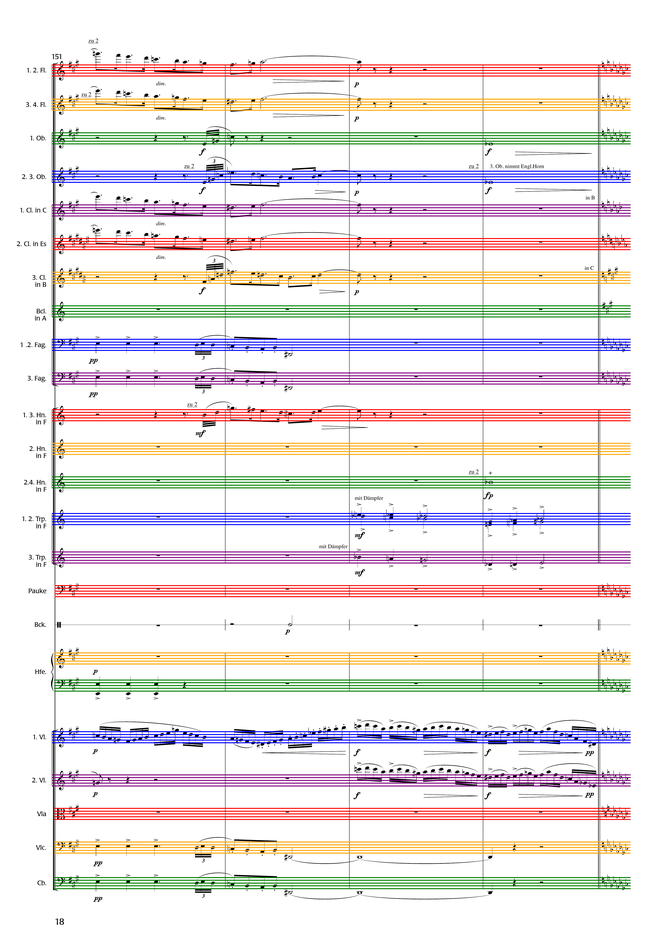 zu 2
151
1. 2. Fl.
dim.
p
zu 2
3. 4. Fl.
dim.
p
1. Ob.
3
f
f
zu 2
3
zu 2
3. Ob. nimmt Engl.Horn
2. 3. Ob.
f
p
f
in B
1. Cl. in C
dim.
2. Cl. in Es
dim.
3
in C
3. Cl.
in B
f
p
Bcl.
in A
1 .2. Fag.
pp
3
3. Fag.
pp
3
zu 2
1. 3. Hn.
in F
mf
2. Hn.
in F
zu 2
2.4. Hn.
in F
fp
mit Dämpfer
1. 2. Trp.
in F
mf
mit Dämpfer
3. Trp.
in F
mf
Pauke
Bck.
p
Hfe.
p
1. Vl.
p
f
f
pp
2. Vl.
p
f
f
pp
Vla
Vlc.
pp
3
Cb.
pp
3
18